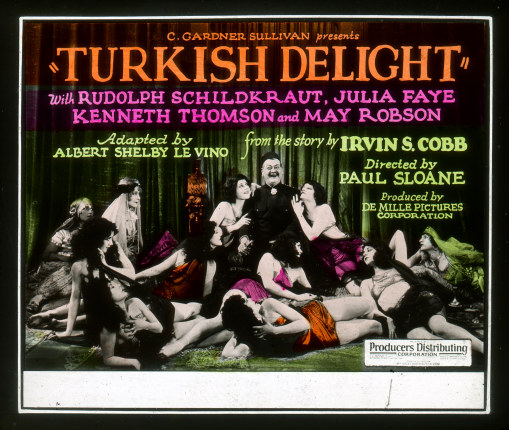 C. GARDNER SULLIVAN presents
"TURKISH DELIGHT"
With RUDOLPH SCHILDKRAUT, JULIA FAYE
KENNETH THOMSON and MAY ROBSON
Adapted by
ALBERT SHELBY LE VINO
from the story by IRVIN S. COBB
Directed by
PAUL SLOANE
Produced by
DE MILLE PICTURES
CORPORATION
Producers Distributing
CORPORATION